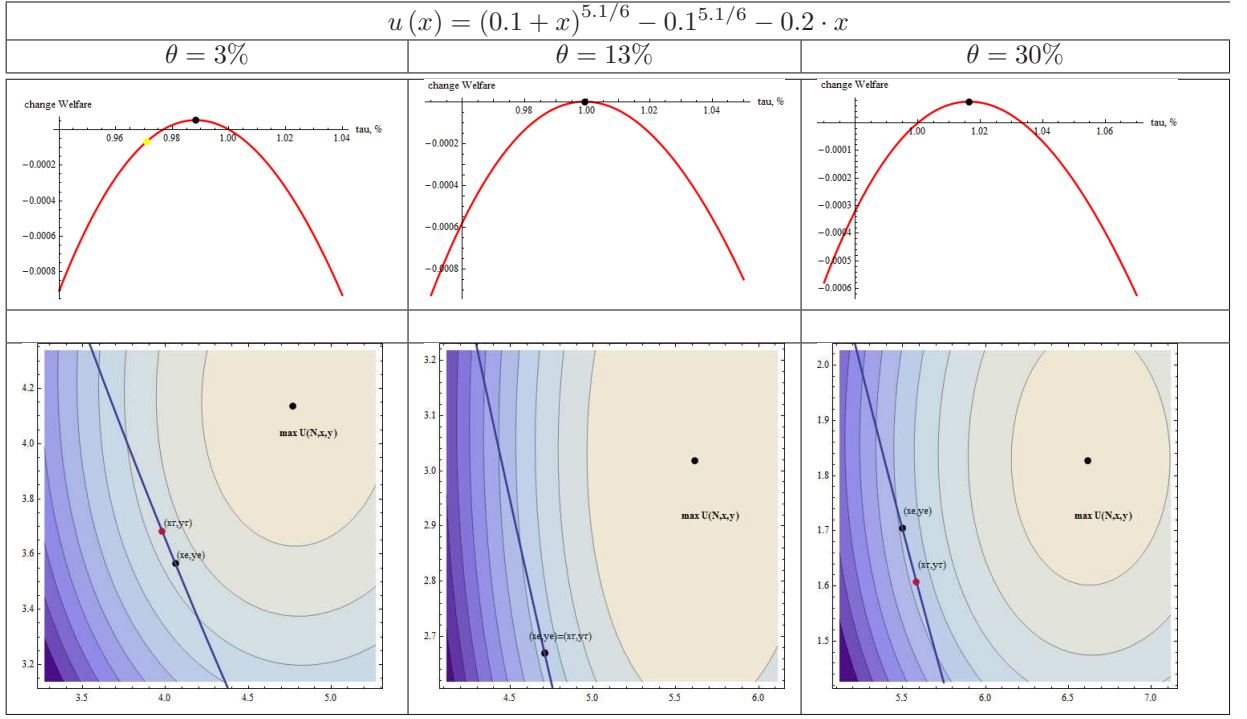 u (x) = (0.1 + x)^{5.1/6} − 0.1^{5.1/6} − 0.2 · x
θ = 3% θ = 13% θ = 30%
change Welfare
0.96 0.98 1.00 1.02 1.04 tau, %
−0.0002
−0.0004
−0.0006
−0.0008
change Welfare
0.98 1.00 1.02 1.04 tau, %
−0.0002
−0.0004
−0.0006
−0.0008
change Welfare
1.00 1.02 1.04 1.06 tau, %
−0.0001
−0.0002
−0.0003
−0.0004
−0.0005
−0.0006
4.2
4.0
3.8
3.6
3.4
3.2
max U(N,x,y)
(xτ,yτ)
(xe,ye)
3.5 4.0 4.5 5.0
3.2
3.1
3.0
2.9
2.8
2.7
max U(N,x,y)
(xe,ye)=(xτ,yτ)
4.5 5.0 5.5 6.0
2.0
1.9
1.8
1.7
1.6
1.5
max U(N,x,y)
(xe,ye)
(xτ,yτ)
5.5 6.0 6.5 7.0